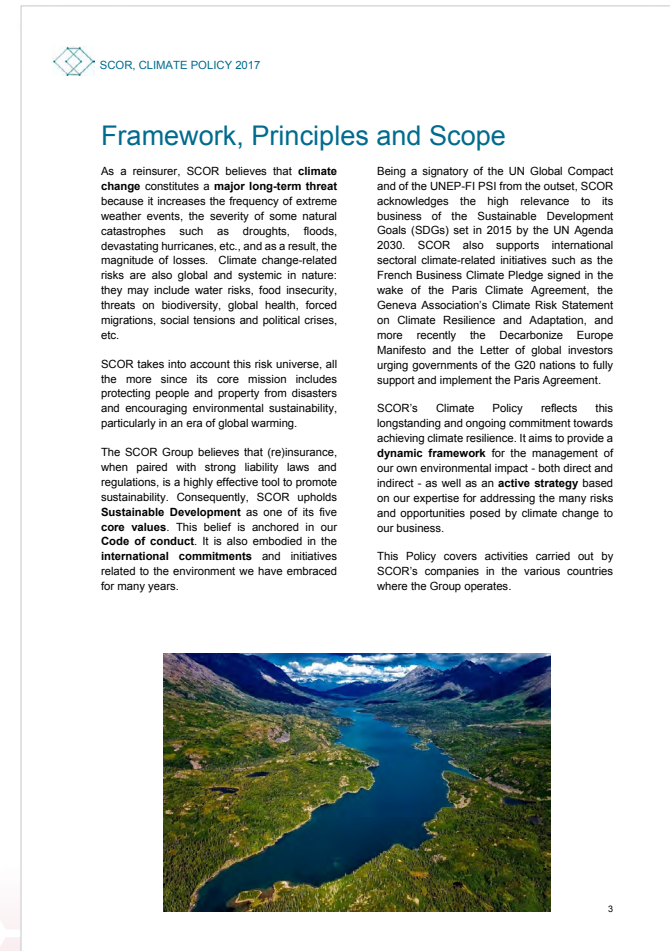 SCOR, CLIMATE POLICY 2017
Framework, Principles and Scope
As a reinsurer, SCOR believes that climate
change constitutes a major long-term threat
because it increases the frequency of extreme
weather events, the severity of some natural
catastrophes such as droughts, floods,
devastating hurricanes, etc., and as a result, the
magnitude of losses. Climate change-related
risks are also global and systemic in nature:
they may include water risks, food insecurity,
threats on biodiversity, global health, forced
migrations, social tensions and political crises,
etc.
SCOR takes into account this risk universe, all
the more since its core mission includes
protecting people and property from disasters
and encouraging environmental sustainability,
particularly in an era of global warming.
The SCOR Group believes that (re)insurance,
when paired with strong liability laws and
regulations, is a highly effective tool to promote
sustainability. Consequently, SCOR upholds
Sustainable Development as one of its five
core values. This belief is anchored in our
Code of conduct. It is also embodied in the
international commitments and initiatives
related to the environment we have embraced
for many years.
Being a signatory of the UN Global Compact
and of the UNEP-FI PSI from the outset, SCOR
acknowledges the high relevance to its
business of the Sustainable Development
Goals (SDGs) set in 2015 by the UN Agenda
2030. SCOR also supports international
sectoral climate-related initiatives such as the
French Business Climate Pledge signed in the
wake of the Paris Climate Agreement, the
Geneva Association's Climate Risk Statement
on Climate Resilience and Adaptation, and
more recently the Decarbonize Europe
Manifesto and the Letter of global investors
urging governments of the G20 nations to fully
support and implement the Paris Agreement.
SCOR's Climate Policy reflects this
longstanding and ongoing commitment towards
achieving climate resilience. It aims to provide a
dynamic framework for the management of
our own environmental impact - both direct and
indirect - as well as an active strategy based
on our expertise for addressing the many risks
and opportunities posed by climate change to
our business.
This Policy covers activities carried out by
SCOR's companies in the various countries
where the Group operates.
3